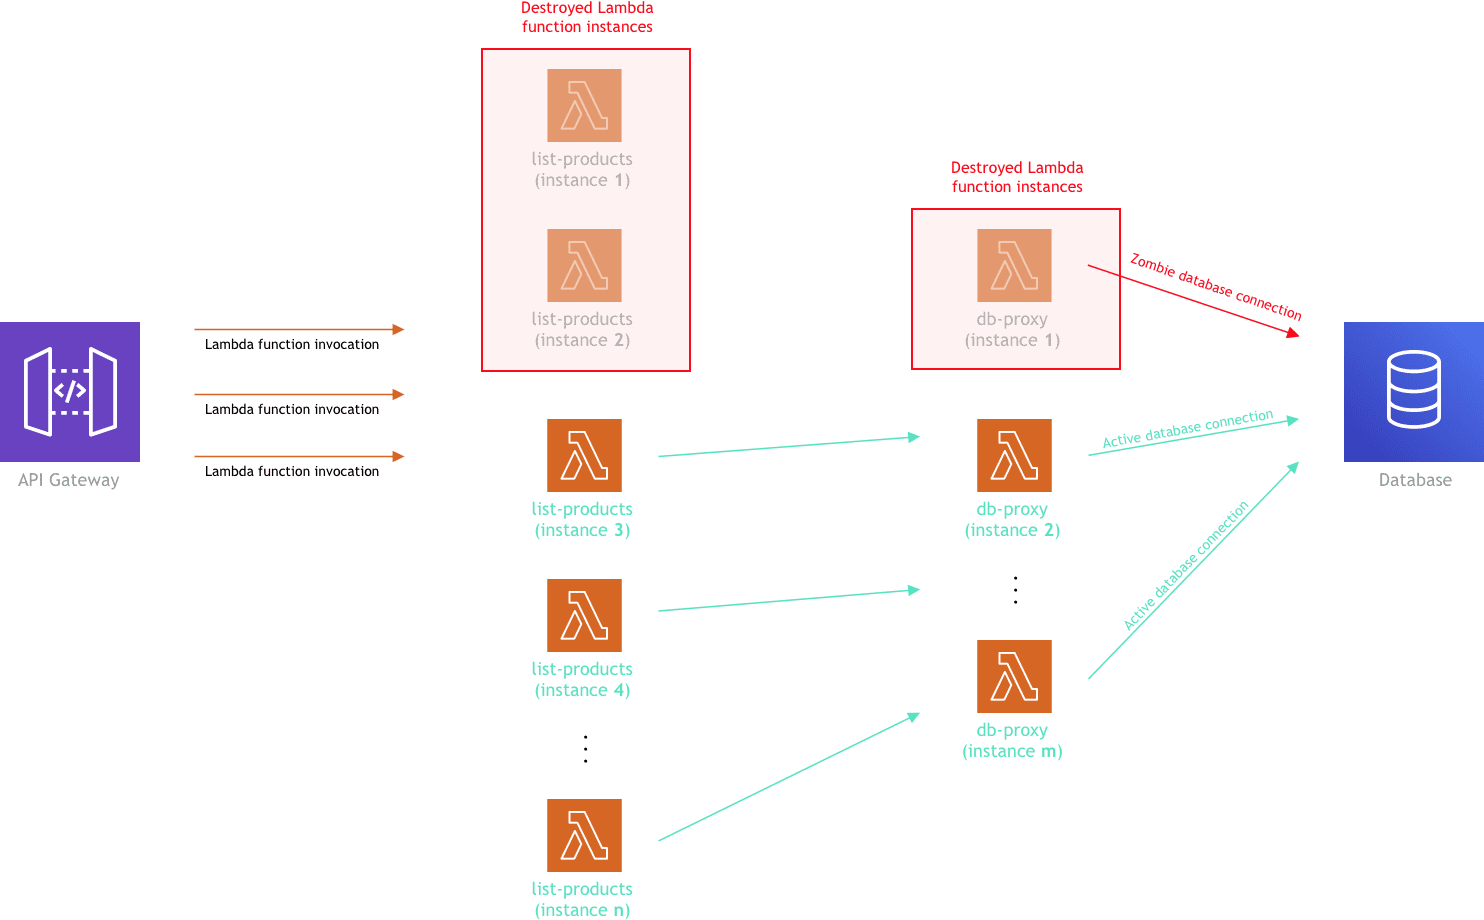 Destroyed Lambda
function instances
list-products
(instance 1)
list-products
(instance 2)
Destroyed Lambda
function instances
db-proxy
(instance 1)
Zombie database connection
Lambda function invocation
Lambda function invocation
Lambda function invocation
API Gateway
list-products
(instance 3)
db-proxy
(instance 2)
Active database connection
Database
list-products
(instance 4)
Active database connection
db-proxy
(instance m)
list-products
(instance n)